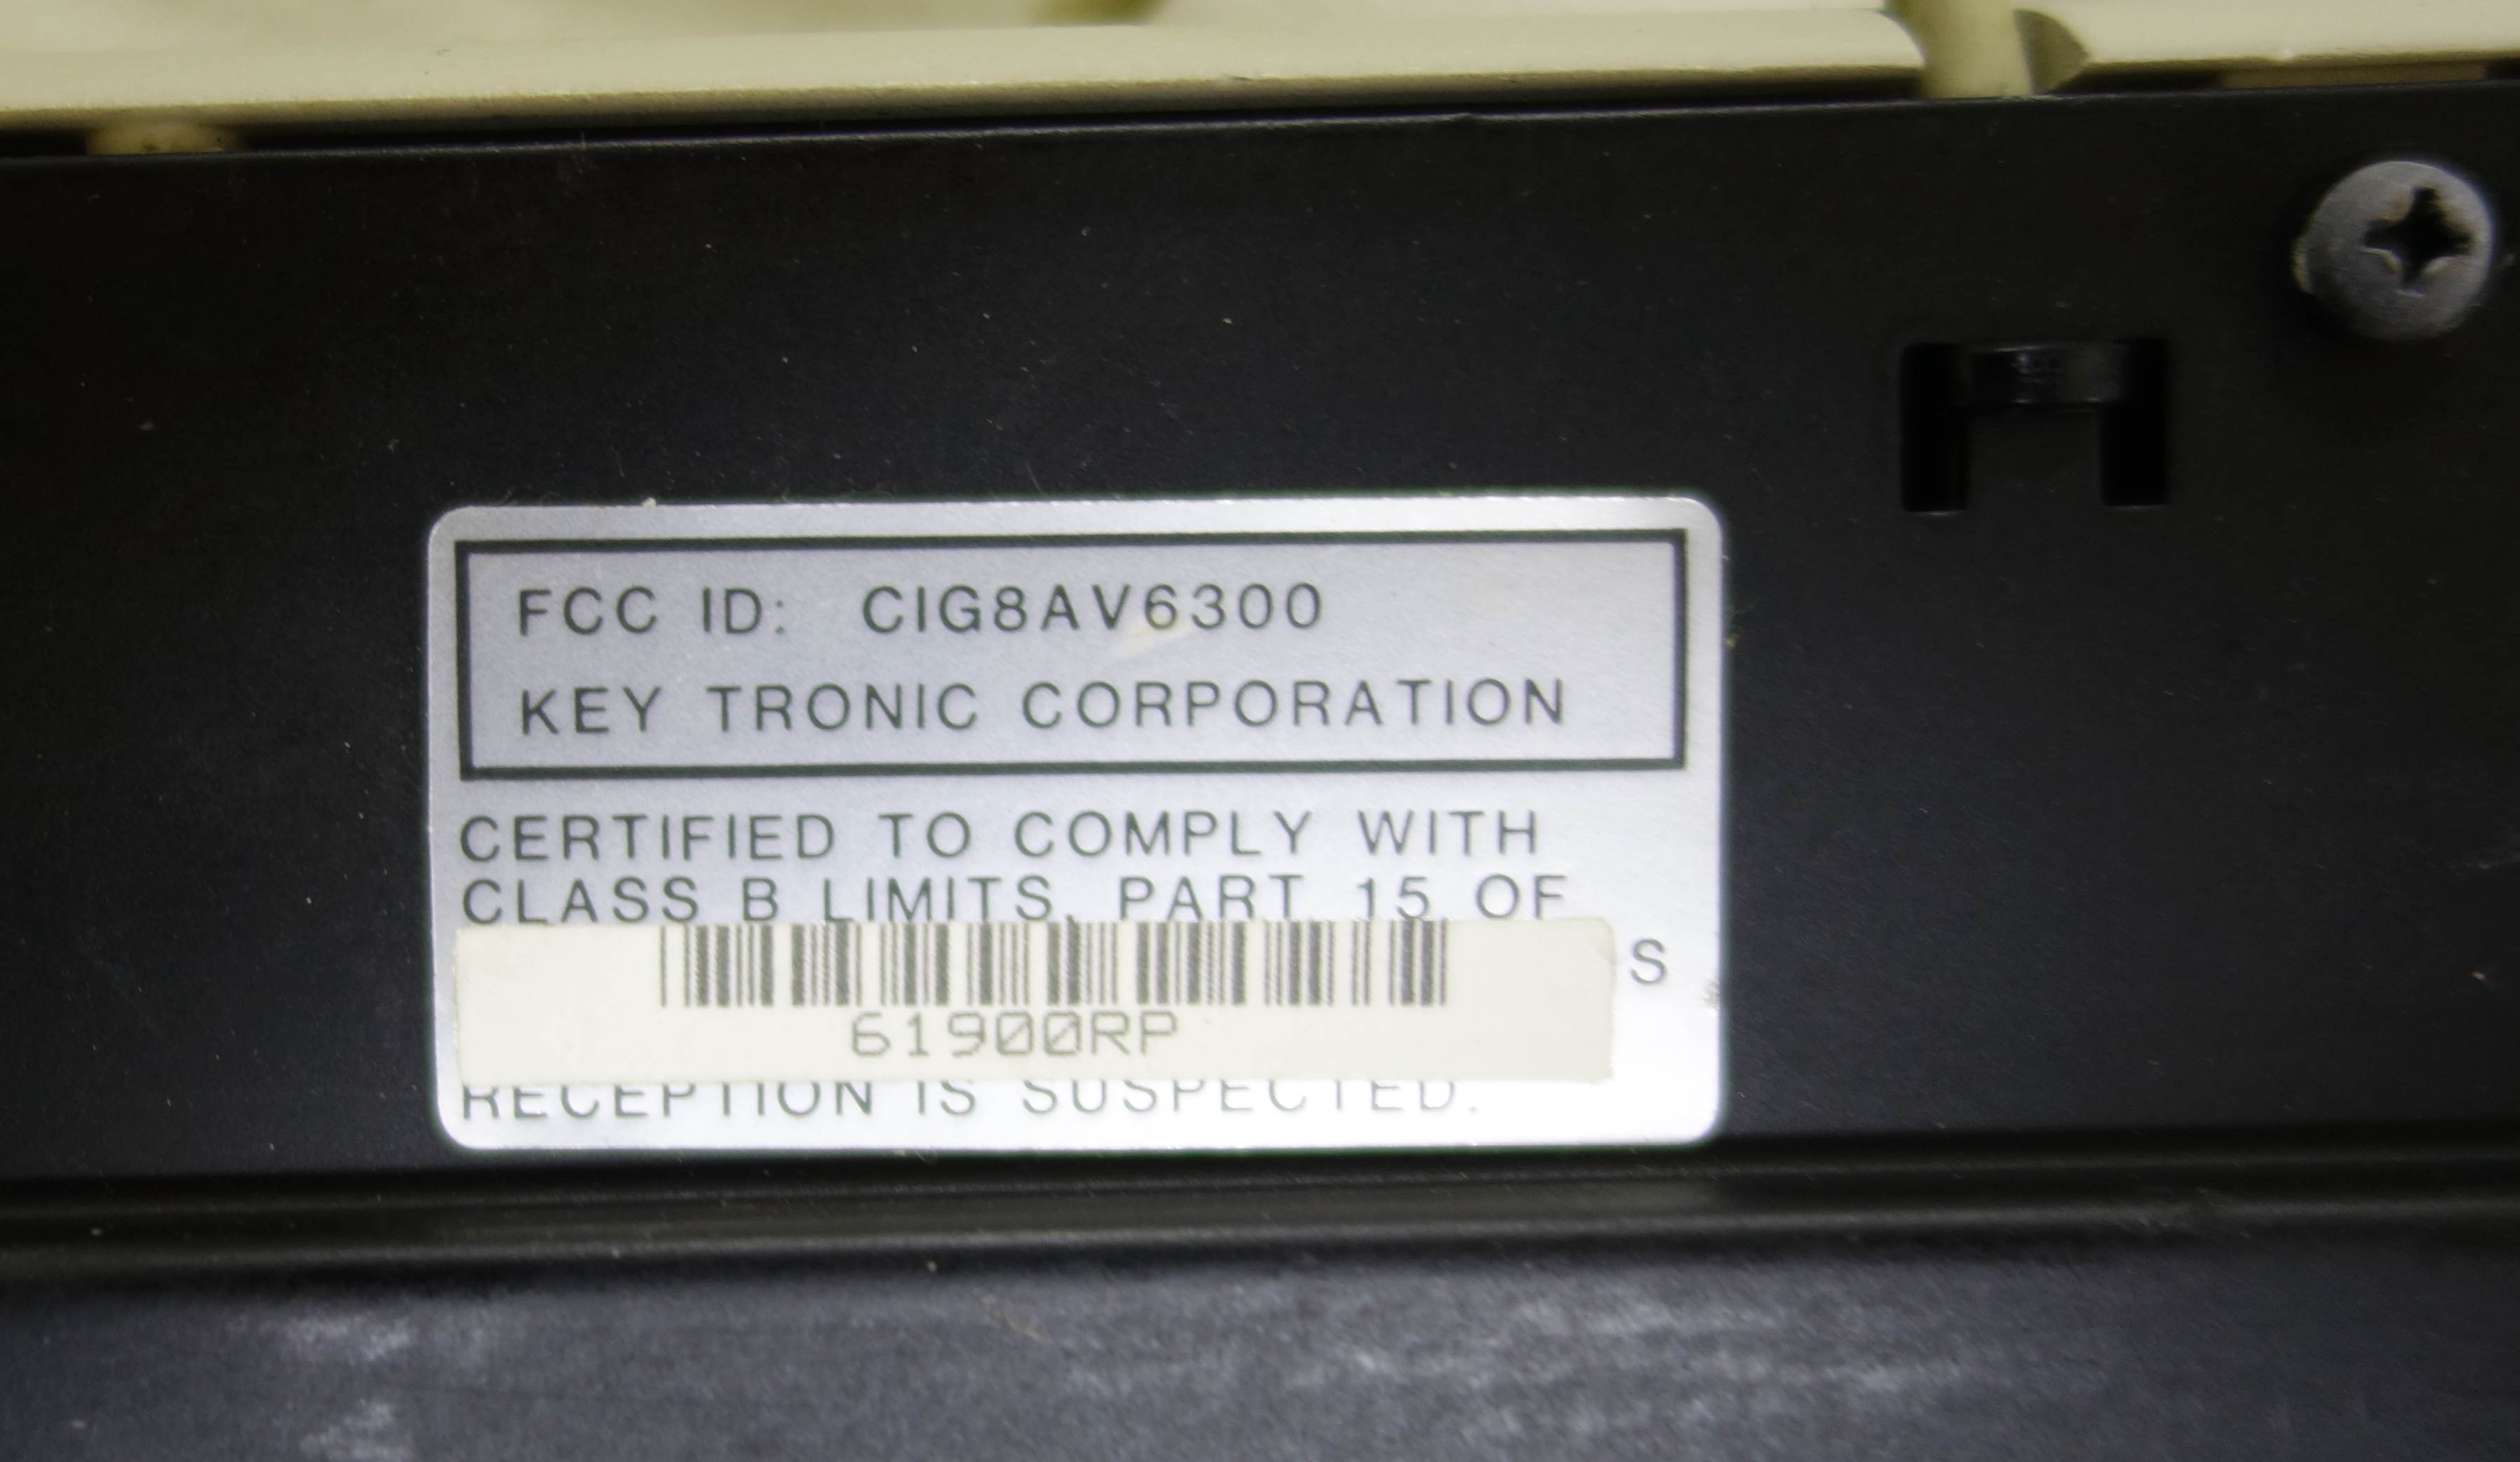 FCC ID: CIG8AV6300
KEY TRONIC CORPORATION
CERTIFIED TO COMPLY WITH
CLASS B LIMITS, PART 15 OF
S
61900RP
RECEPTION IS SUSPECTED.